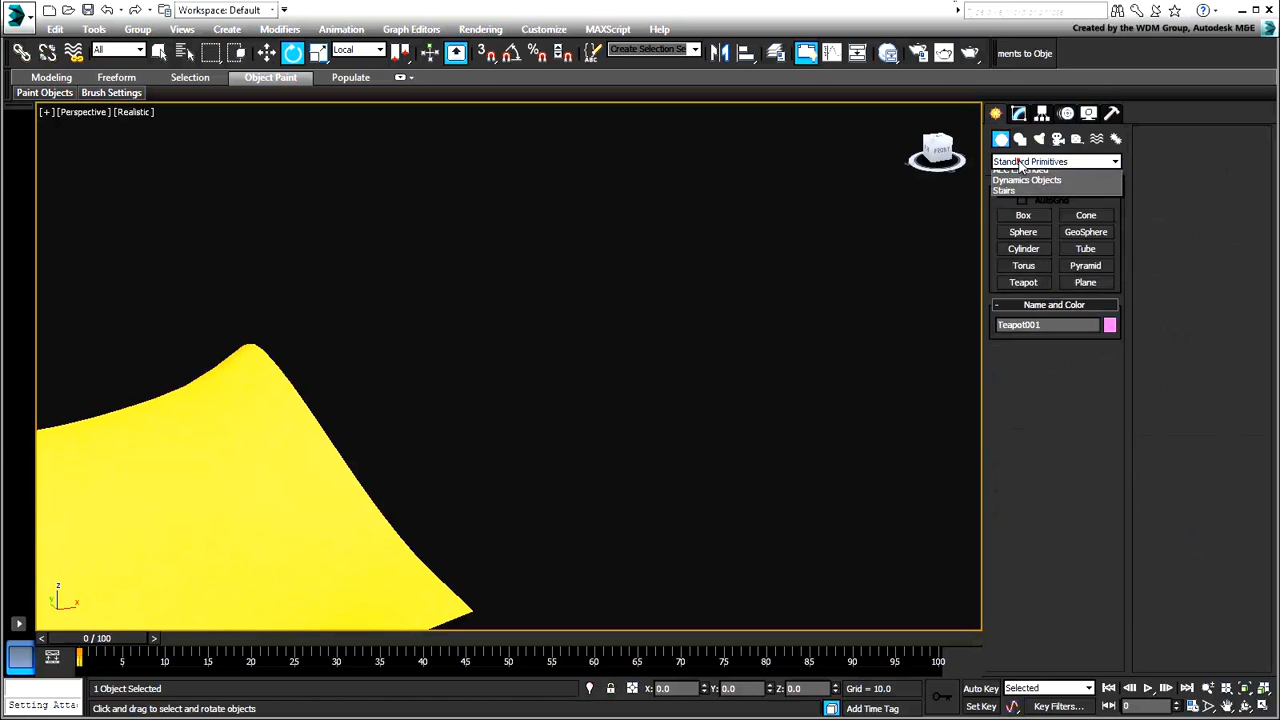 Workspace: Default
Edit Tools Group Views Create Modifiers Animation Graph Editors Rendering Customize MAXScript Help
Created by the WDM Group, Autodesk M&E
All
Local
Create Selection Se
ments to Obje
Modeling Freeform Selection Object Paint Populate
Paint Objects Brush Settings
[+] [Perspective] [Realistic]
FRONT
Standard Primitives
Dynamics Objects
Stairs
AutoGrid
Box Cone
Sphere GeoSphere
Cylinder Tube
Torus Pyramid
Teapot Plane
- Name and Color
Teapot001
z
y x
< 0 / 100 >
5 10 15 20 25 30 35 40 45 50 55 60 65 70 75 80 85 90 95 100
1 Object Selected
X: 0.0 Y: 0.0 Z: 0.0
Grid = 10.0
Auto Key Selected
Setting Atta
Click and drag to select and rotate objects
Add Time Tag
Set Key Key Filters...
0